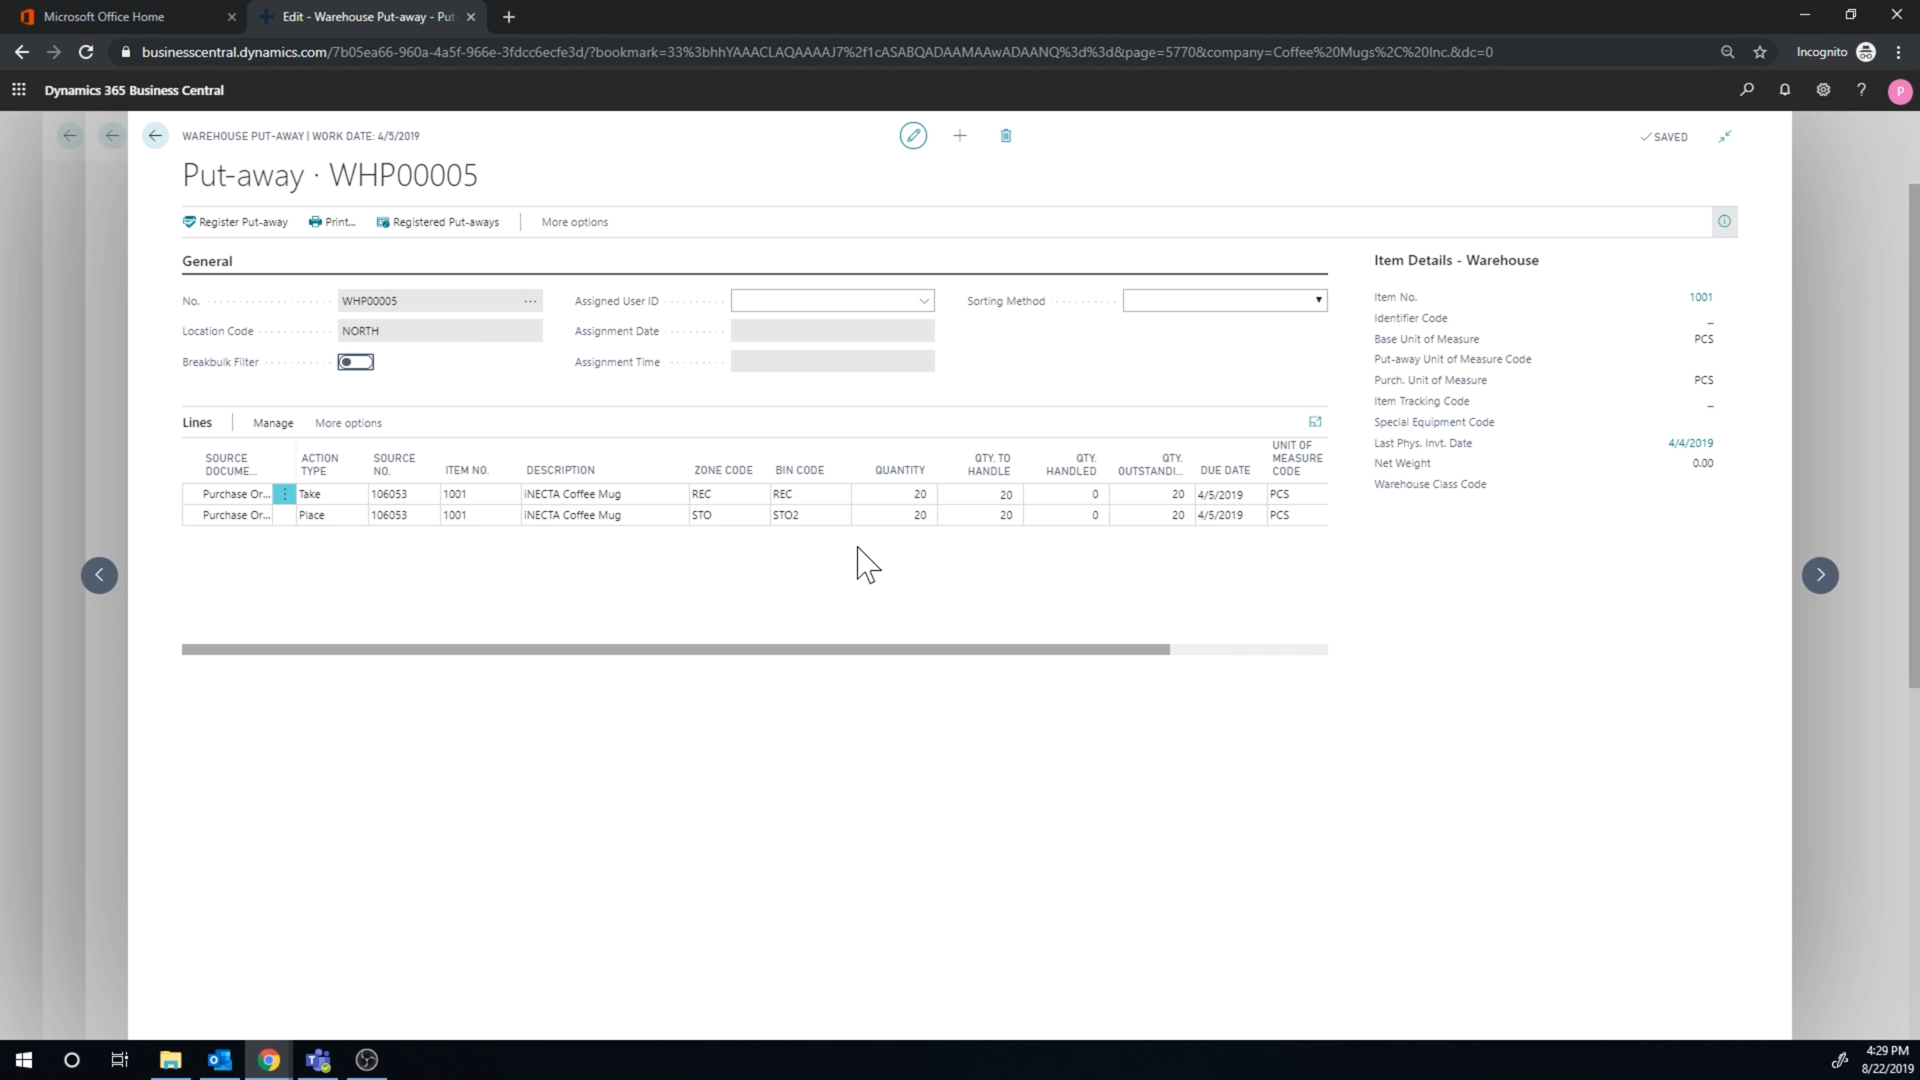 Microsoft Office Home
Edit - Warehouse Put-away - Put
businesscentral.dynamics.com/7b05ea66-960a-4a5f-966e-3fdcc6ecfe3d/?bookmark=33%3bhhYAAACLAQAAAAJ7%2f1cASABQADAAMAAwADAANQ%3d%3d&page=5770&company=Coffee%20Mugs%2C%20Inc.&dc=0
Incognito
Dynamics 365 Business Central
P
WAREHOUSE PUT-AWAY | WORK DATE: 4/5/2019
SAVED
Put-away · WHP00005
Register Put-away Print... Registered Put-aways More options
General
No. WHP00005 ...
Location Code NORTH
Breakbulk Filter
Assigned User ID
Assignment Date
Assignment Time
Sorting Method
Lines Manage More options
SOURCE DOCUME... ACTION TYPE SOURCE NO. ITEM NO. DESCRIPTION ZONE CODE BIN CODE QUANTITY QTY. TO HANDLE QTY. HANDLED QTY. OUTSTANDI... DUE DATE UNIT OF MEASURE CODE
Purchase Or... Take 106053 1001 iNECTA Coffee Mug REC REC 20 20 0 20 4/5/2019 PCS
Purchase Or... Place 106053 1001 iNECTA Coffee Mug STO STO2 20 20 0 20 4/5/2019 PCS
Item Details - Warehouse
Item No. 1001
Identifier Code _
Base Unit of Measure PCS
Put-away Unit of Measure Code
Purch. Unit of Measure PCS
Item Tracking Code _
Special Equipment Code
Last Phys. Invt. Date 4/4/2019
Net Weight 0.00
Warehouse Class Code
4:29 PM
8/22/2019